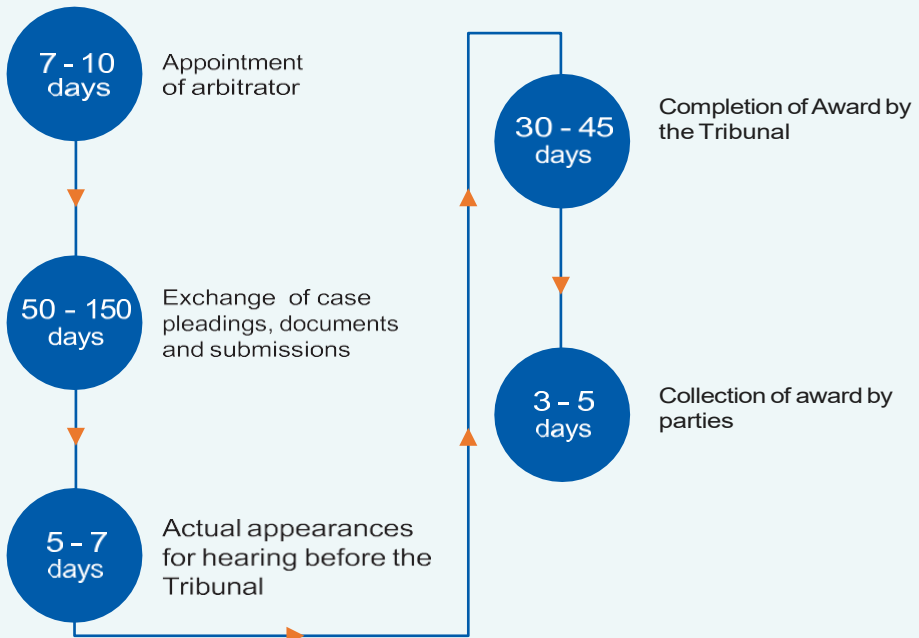 7 - 10
days
Appointment
of arbitrator
50 - 150
days
Exchange of case
pleadings, documents
and submissions
5 - 7
days
Actual appearances
for hearing before the
Tribunal
30 - 45
days
Completion of Award by
the Tribunal
3 - 5
days
Collection of award by
parties